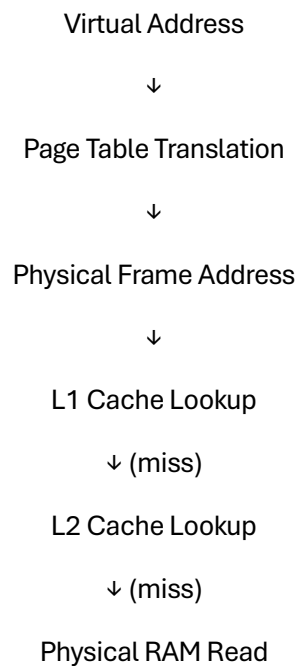 Virtual Address
↓
Page Table Translation
↓
Physical Frame Address
↓
L1 Cache Lookup
↓ (miss)
L2 Cache Lookup
↓ (miss)
Physical RAM Read